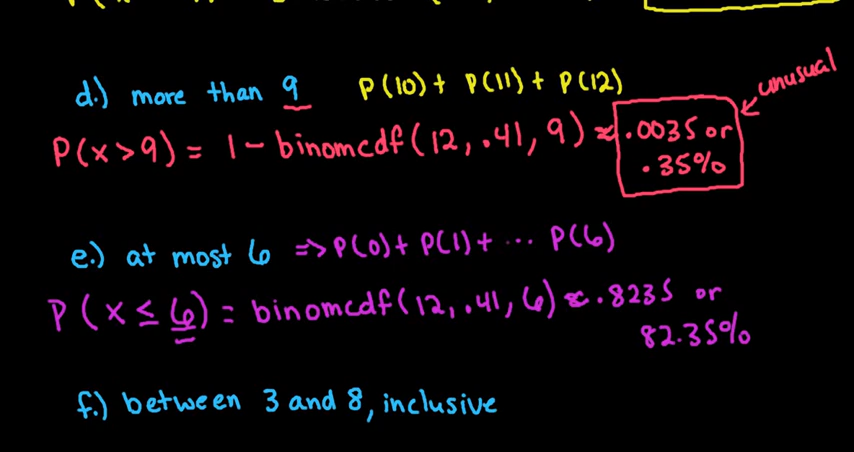 d.) more than 9 P(10) + P(11) + P(12)
unusual
P(x > 9) = 1 - binomcdf(12, .41, 9) ≈ .0035 or
.35%
e.) at most 6 => P(0) + P(1) + ... P(6)
P(x ≤ 6) = binomcdf(12, .41, 6) ≈ .8235 or
82.35%
f.) between 3 and 8, inclusive